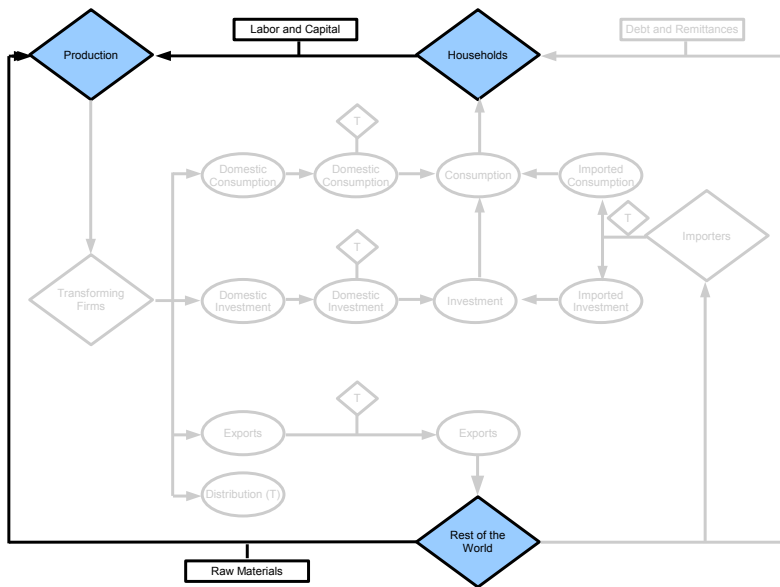 Labor and Capital
Debt and Remittances
Production
Households
T
Domestic
Consumption
Domestic
Consumption
Consumption
Imported
Consumption
T
Importers
T
Transforming
Firms
Domestic
Investment
Domestic
Investment
Investment
Imported
Investment
T
Exports
Exports
Distribution (T)
Rest of the
World
Raw Materials